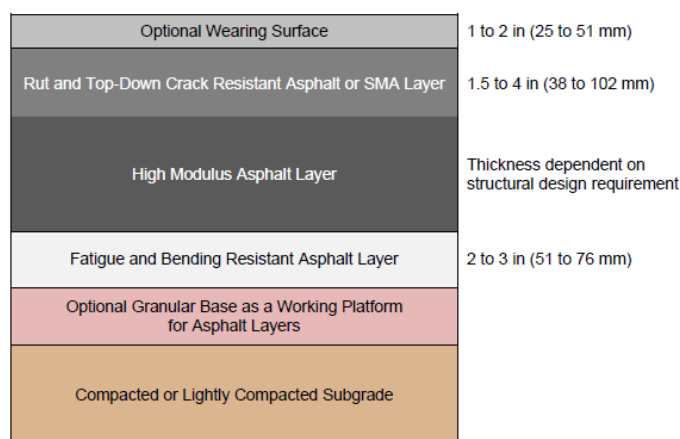 Optional Wearing Surface
1 to 2 in (25 to 51 mm)
Rut and Top-Down Crack Resistant Asphalt or SMA Layer
1.5 to 4 in (38 to 102 mm)
High Modulus Asphalt Layer
Thickness dependent on
structural design requirement
Fatigue and Bending Resistant Asphalt Layer
2 to 3 in (51 to 76 mm)
Optional Granular Base as a Working Platform
for Asphalt Layers
Compacted or Lightly Compacted Subgrade